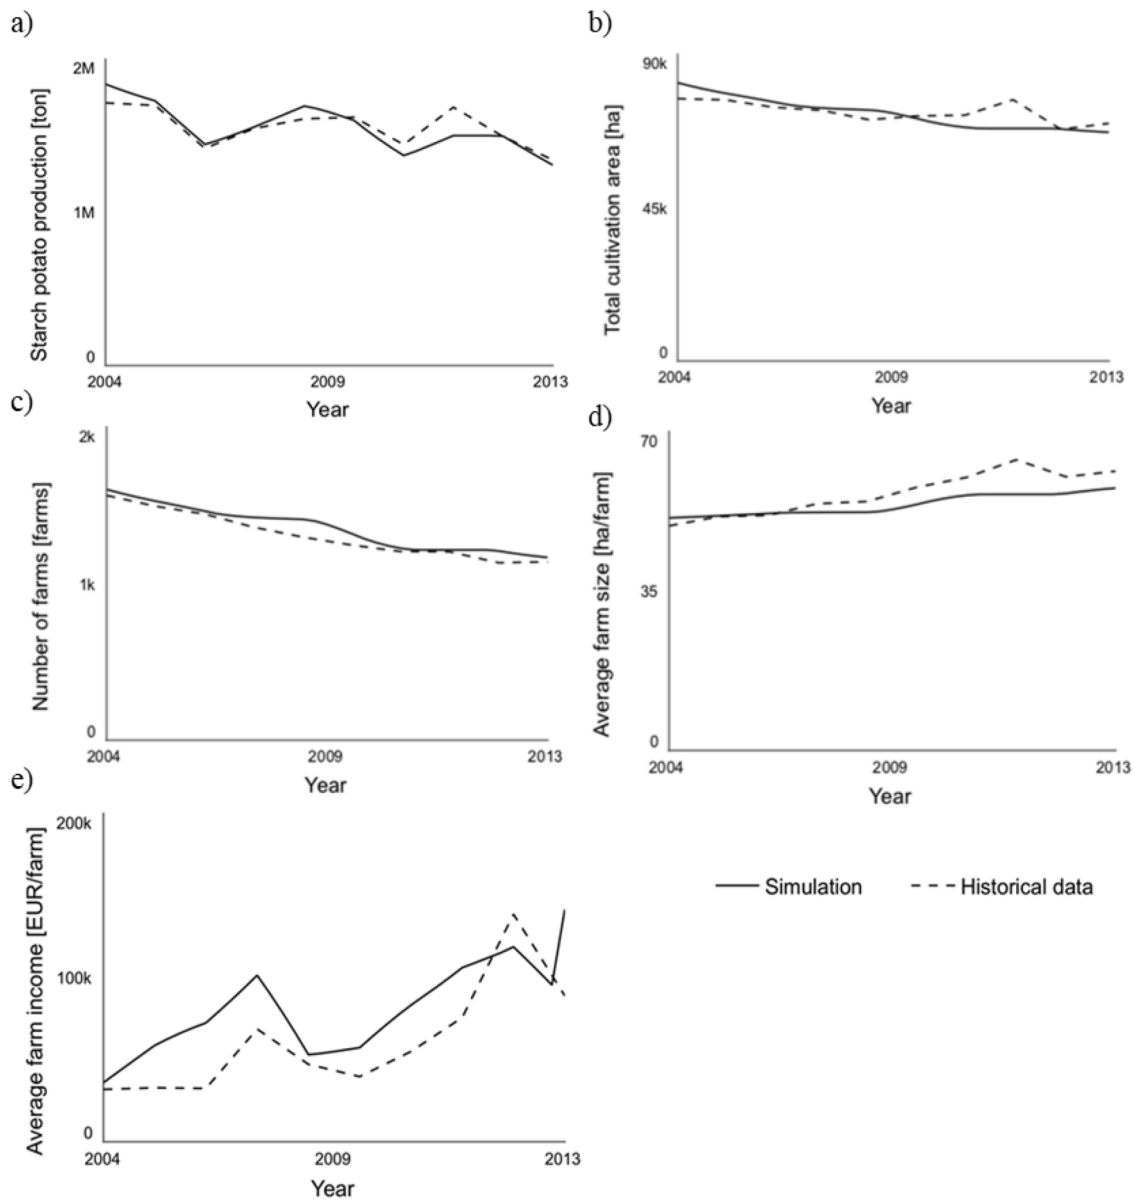 a)
2M
1M
0
Starch potato production [ton]
2004 2009 2013
Year
b)
90k
45k
0
Total cultivation area [ha]
2004 2009 2013
Year
c)
2k
1k
0
Number of farms [farms]
2004 2009 2013
Year
d)
70
35
0
Average farm size [ha/farm]
2004 2009 2013
Year
e)
200k
100k
0
Average farm income [EUR/farm]
2004 2009 2013
Year
Simulation Historical data